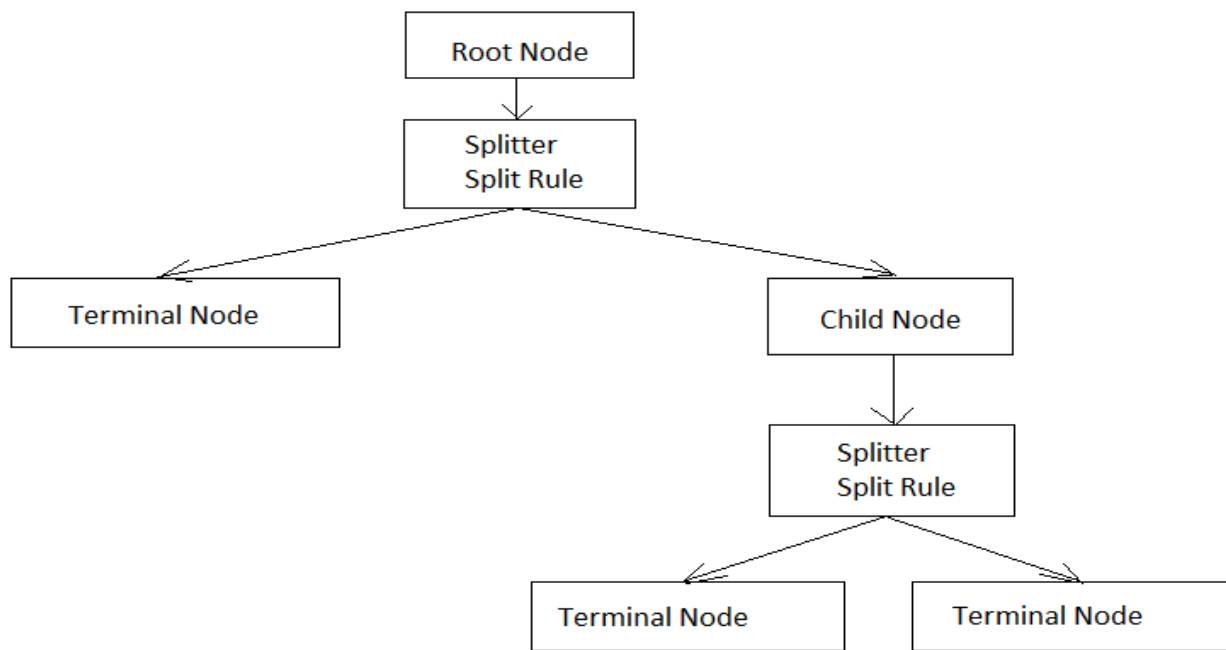 Root Node
Splitter
Split Rule
Terminal Node
Child Node
Splitter
Split Rule
Terminal Node
Terminal Node